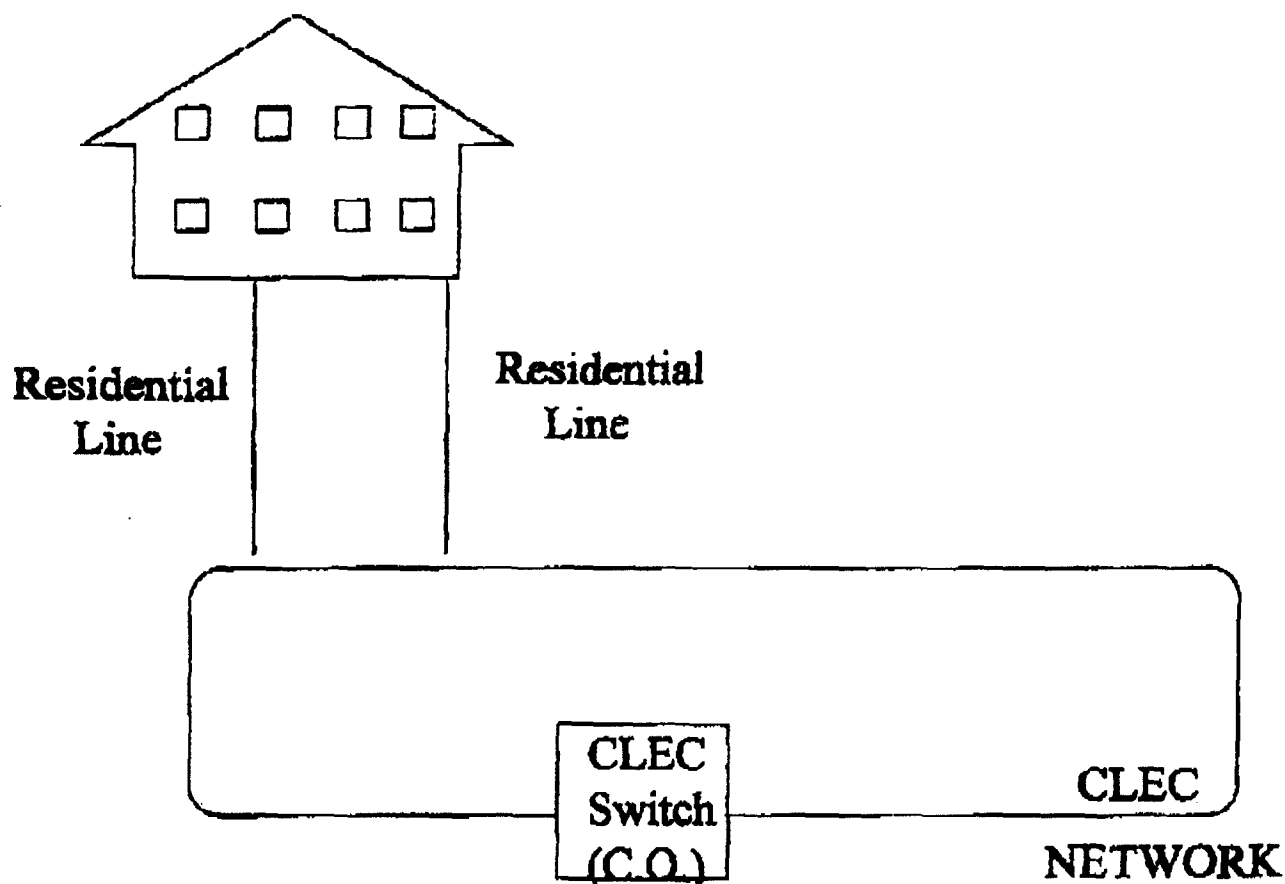 Residential
Line
Residential
Line
CLEC
Switch
(C.O.)
CLEC
NETWORK